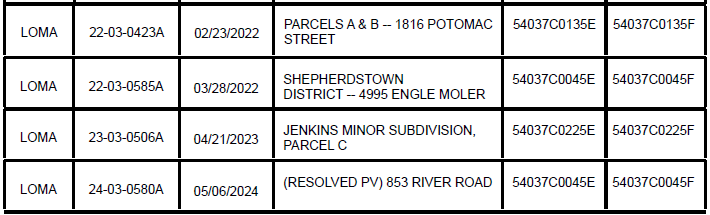 LOMA 22-03-0423A 02/23/2022 PARCELS A & B -- 1816 POTOMAC STREET 54037C0135E 54037C0135F
LOMA 22-03-0585A 03/28/2022 SHEPHERDSTOWN DISTRICT -- 4995 ENGLE MOLER 54037C0045E 54037C0045F
LOMA 23-03-0506A 04/21/2023 JENKINS MINOR SUBDIVISION, PARCEL C 54037C0225E 54037C0225F
LOMA 24-03-0580A 05/06/2024 (RESOLVED PV) 853 RIVER ROAD 54037C0045E 54037C0045F